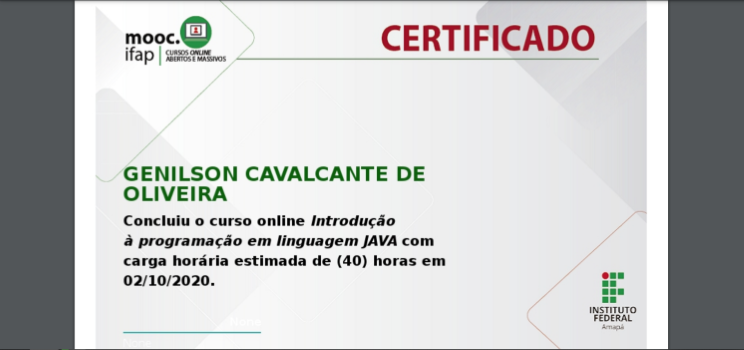 mooc.
ifap
CURSOS ONLINE
ABERTOS E MASSIVOS
CERTIFICADO
GENILSON CAVALCANTE DE
OLIVEIRA
Concluiu o curso online Introdução
à programação em linguagem JAVA com
carga horária estimada de (40) horas em
02/10/2020.
INSTITUTO
FEDERAL
Amapá
Nome